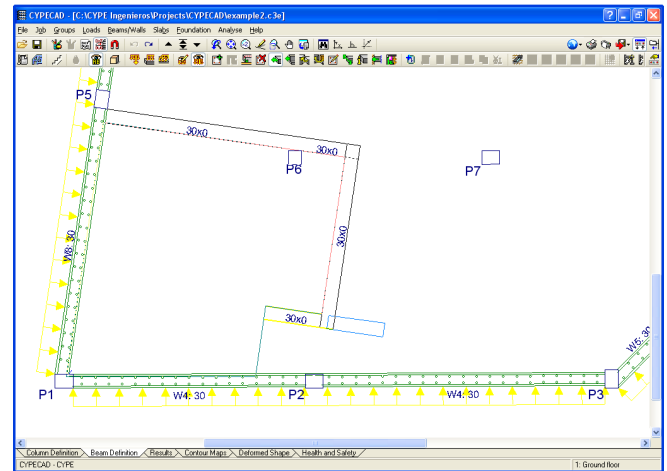 CYPECAD - [C:\CYPE Ingenieros\Projects\CYPECAD\example2.c3e]
File Job Groups Loads Beams/Walls Slabs Foundation Analyse Help
P5
30x0
30x0
P6
P7
W8: 30
30x0
30x0
W5: 30
P1
W4: 30
P2
W4: 30
P3
Column Definition Beam Definition Results Contour Maps Deformed Shape Health and Safety
CYPECAD - CYPE
1: Ground floor